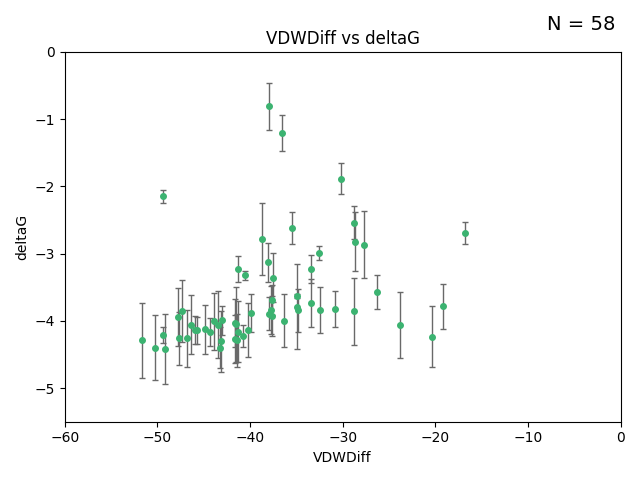 N = 58
VDWDiff vs deltaG
0
−1
−2
−3
−4
−5
deltaG
−60 −50 −40 −30 −20 −10 0
VDWDiff